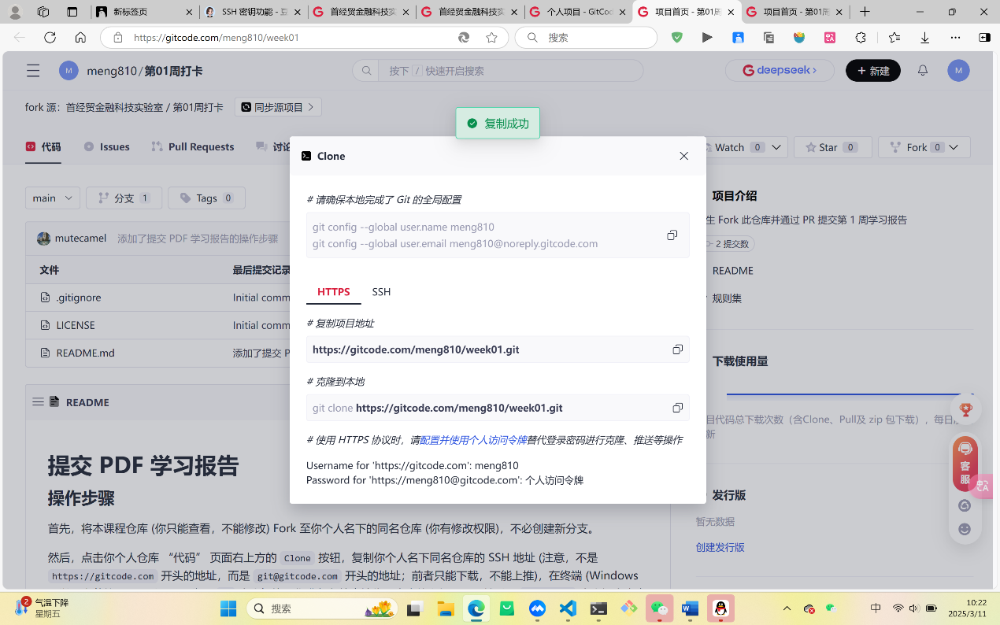 新标签页
SSH 密钥功能 - 豆
首经贸金融科技实
首经贸金融科技实
个人项目 - GitCod
项目首页 - 第01周
项目首页 - 第01周
https://gitcode.com/meng810/week01
搜索
M meng810 / 第01周打卡
按下 / 快速开启搜索
deepseek
新建
M
fork 源: 首经贸金融科技实验室 / 第01周打卡
同步源项目
复制成功
代码
Issues
Pull Requests
讨论
Watch 0
Star 0
Fork 0
main
分支 1
Tags 0
mutecamel 添加了提交 PDF 学习报告的操作步骤
文件 最后提交记录
.gitignore Initial comm
LICENSE Initial comm
README.md 添加了提交 P
README
提交 PDF 学习报告
操作步骤
首先，将本课程仓库 (你只能查看，不能修改) Fork 至你个人名下的同名仓库 (你有修改权限)，不必创建新分支。
然后，点击你个人仓库 “代码” 页面右上方的 Clone 按钮，复制你个人名下同名仓库的 SSH 地址 (注意，不是
https://gitcode.com 开头的地址，而是 git@gitcode.com 开头的地址；前者只能下载，不能上推)，在终端 (Windows
Clone
# 请确保本地完成了 Git 的全局配置
git config --global user.name meng810
git config --global user.email meng810@noreply.gitcode.com
HTTPS SSH
# 复制项目地址
https://gitcode.com/meng810/week01.git
# 克隆到本地
git clone https://gitcode.com/meng810/week01.git
# 使用 HTTPS 协议时，请配置并使用个人访问令牌替代登录密码进行克隆、推送等操作
Username for 'https://gitcode.com': meng810
Password for 'https://meng810@gitcode.com': 个人访问令牌
项目介绍
生 Fork 此仓库并通过 PR 提交第 1 周学习报告
2 提交数
README
规则集
下载使用量
目代码总下载次数（含Clone、Pull及 zip 包下载），每日
新
发行版
暂无数据
创建发行版
客
服
2
气温下降
星期五
搜索
中
10:22
2025/3/11